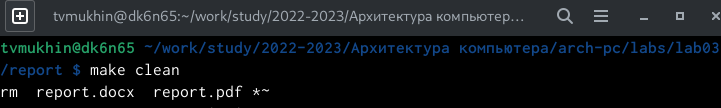 tvmukhin@dk6n65:~/work/study/2022-2023/Архитектура компьютер...
tvmukhin@dk6n65 ~/work/study/2022-2023/Архитектура компьютера/arch-pc/labs/lab03
/report $ make clean
rm  report.docx  report.pdf *~